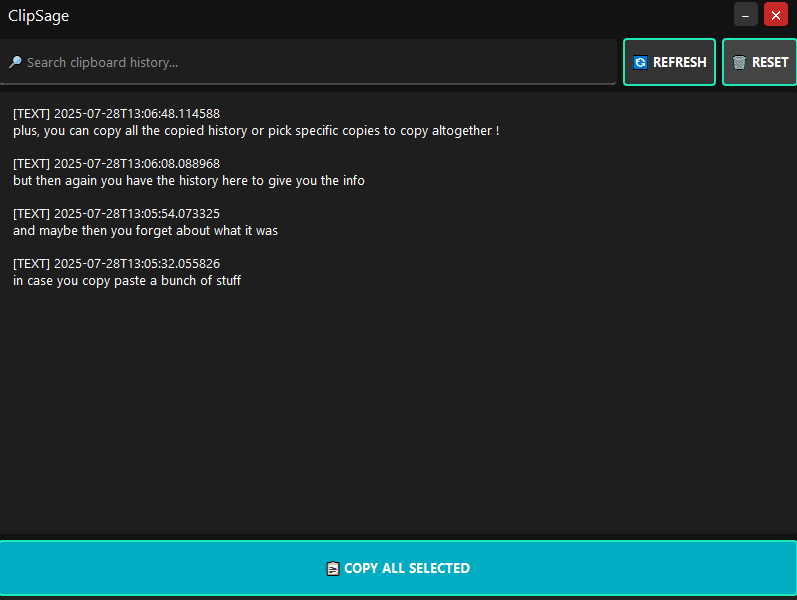 ClipSage
Search clipboard history...
REFRESH
RESET
[TEXT] 2025-07-28T13:06:48.114588
plus, you can copy all the copied history or pick specific copies to copy altogether !
[TEXT] 2025-07-28T13:06:08.088968
but then again you have the history here to give you the info
[TEXT] 2025-07-28T13:05:54.073325
and maybe then you forget about what it was
[TEXT] 2025-07-28T13:05:32.055826
in case you copy paste a bunch of stuff
COPY ALL SELECTED